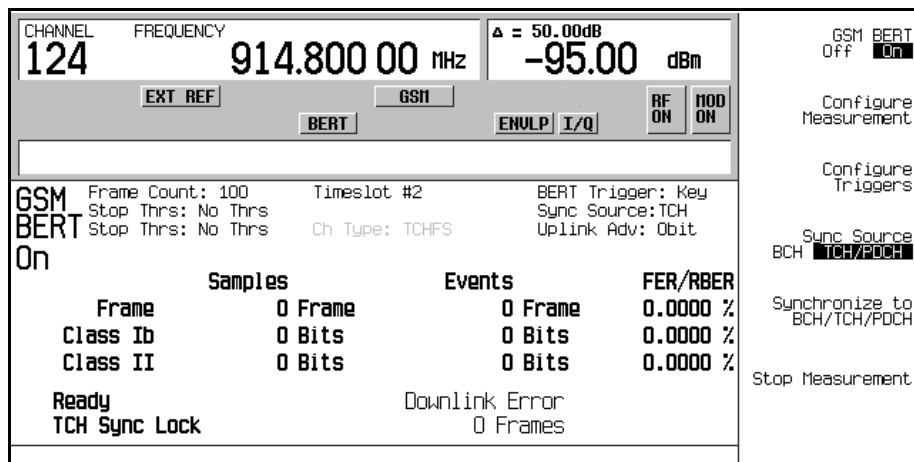 CHANNEL FREQUENCY Δ = 50.00dB
124 914.800 00 MHz -95.00 dBm
EXT REF GSM
BERT ENVLP I/Q RF ON MOD ON
GSM BERT On
Frame Count: 100 Timeslot #2 BERT Trigger: Key
Stop Thrs: No Thrs Sync Source:TCH
Stop Thrs: No Thrs Ch Type: TCHFS Uplink Adv: 0bit
Samples Events FER/RBER
Frame 0 Frame 0 Frame 0.0000 %
Class Ib 0 Bits 0 Bits 0.0000 %
Class II 0 Bits 0 Bits 0.0000 %
Ready Downlink Error
TCH Sync Lock 0 Frames
GSM BERT
Off On
Configure
Measurement
Configure
Triggers
Sync Source
BCH TCH/PDCH
Synchronize to
BCH/TCH/PDCH
Stop Measurement